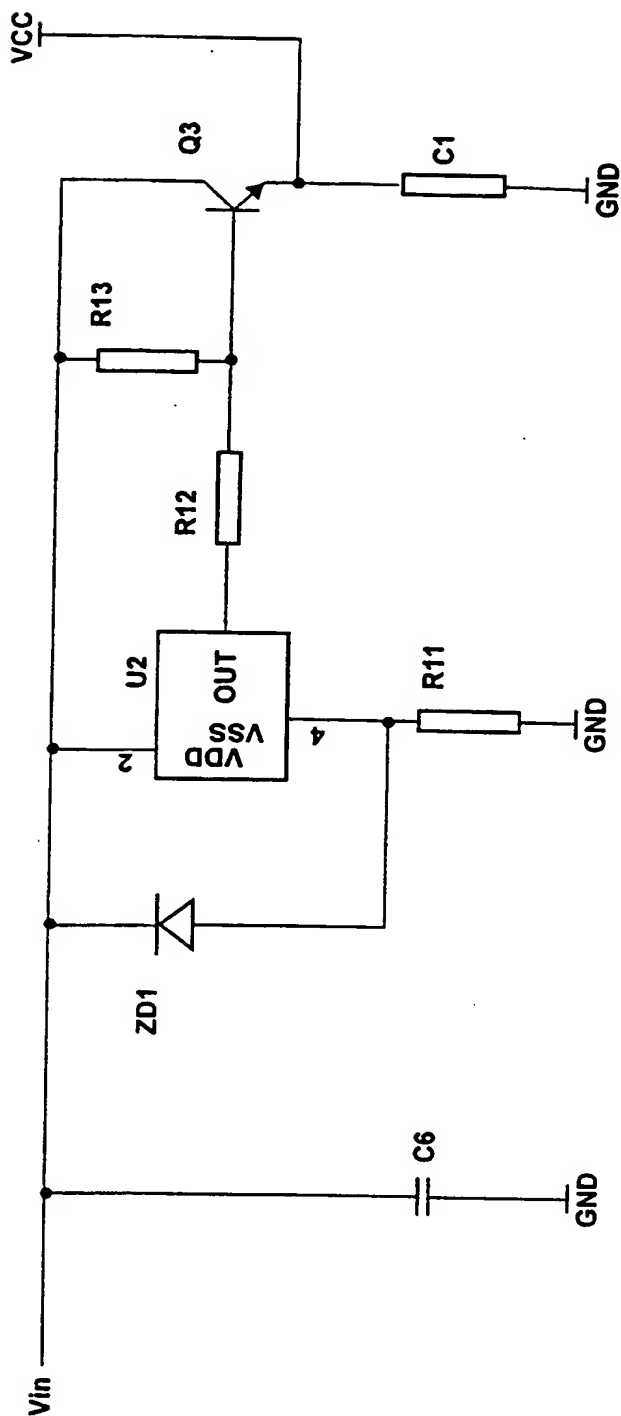 Vin
C6
GND
ZD1
U2
2
VDD
VSS
OUT
4
R11
GND
R12
R13
Q3
VCC
C1
GND